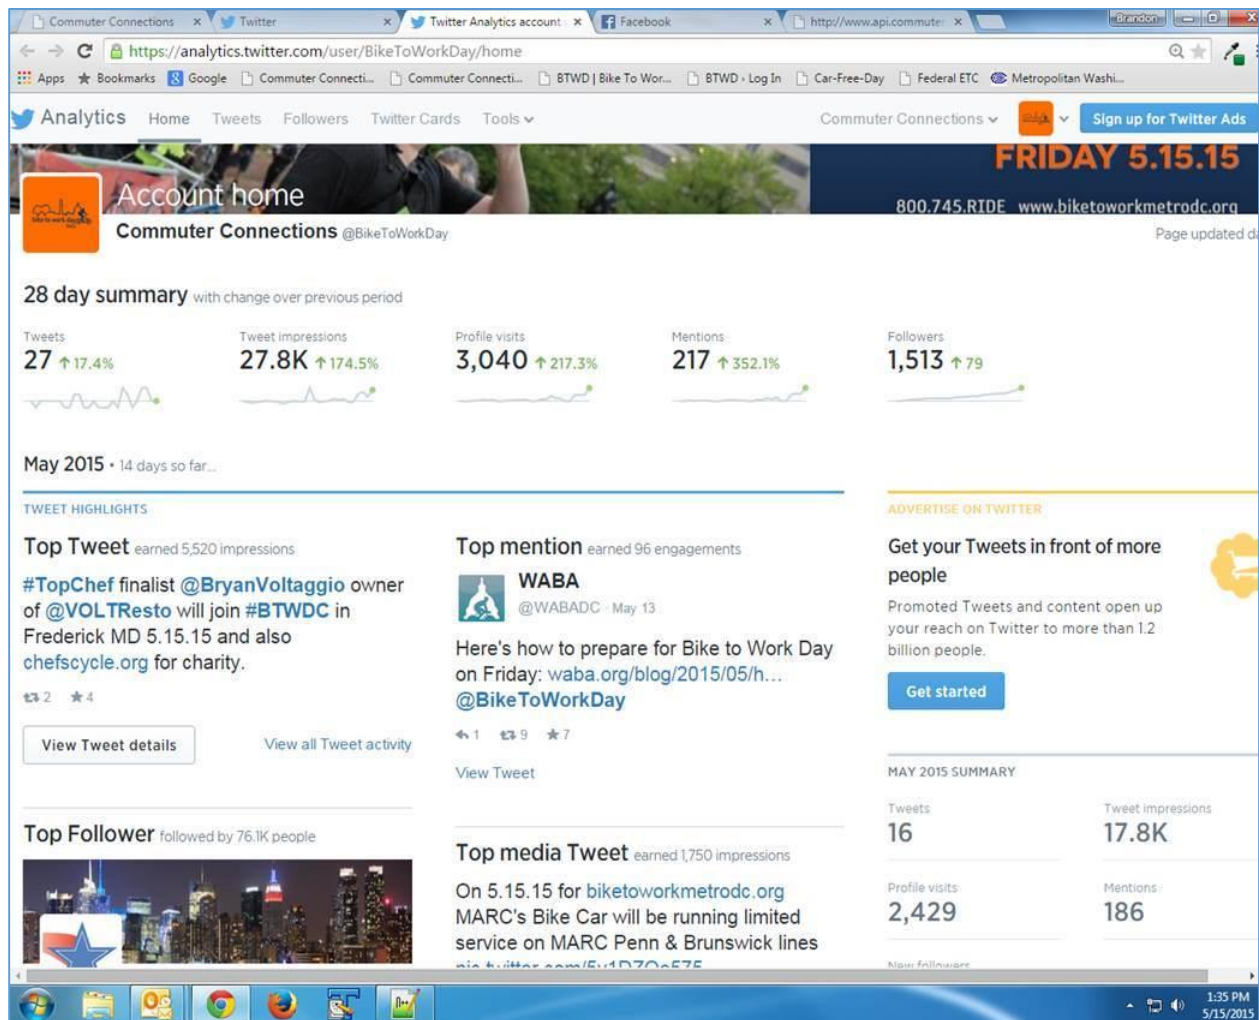 Commuter Connections
Twitter
Twitter Analytics account
Facebook
http://www.api.commuter
Brandon
https://analytics.twitter.com/user/BikeToWorkDay/home
Apps Bookmarks Google Commuter Connecti... Commuter Connecti... BTWD | Bike To Wor... BTWD › Log In Car-Free-Day Federal ETC Metropolitan Washi...
Analytics Home Tweets Followers Twitter Cards Tools Commuter Connections Sign up for Twitter Ads
FRIDAY 5.15.15
Account home
800.745.RIDE www.biketoworkmetrodc.org
Commuter Connections @BikeToWorkDay
Page updated da
28 day summary with change over previous period
Tweets
27 ↑ 17.4%
Tweet impressions
27.8K ↑ 174.5%
Profile visits
3,040 ↑ 217.3%
Mentions
217 ↑ 352.1%
Followers
1,513 ↑ 79
May 2015 • 14 days so far...
TWEET HIGHLIGHTS
Top Tweet earned 5,520 impressions
#TopChef finalist @BryanVoltaggio owner
of @VOLTResto will join #BTWDC in
Frederick MD 5.15.15 and also
chefscycle.org for charity.
2 4
View Tweet details
View all Tweet activity
Top Follower followed by 76.1K people
Top mention earned 96 engagements
WABA
@WABADC · May 13
Here's how to prepare for Bike to Work Day
on Friday: waba.org/blog/2015/05/h…
@BikeToWorkDay
1 9 7
View Tweet
Top media Tweet earned 1,750 impressions
On 5.15.15 for biketoworkmetrodc.org
MARC's Bike Car will be running limited
service on MARC Penn & Brunswick lines
ADVERTISE ON TWITTER
Get your Tweets in front of more
people
Promoted Tweets and content open up
your reach on Twitter to more than 1.2
billion people.
Get started
MAY 2015 SUMMARY
Tweets
16
Tweet impressions
17.8K
Profile visits
2,429
Mentions
186
New followers
1:35 PM
5/15/2015